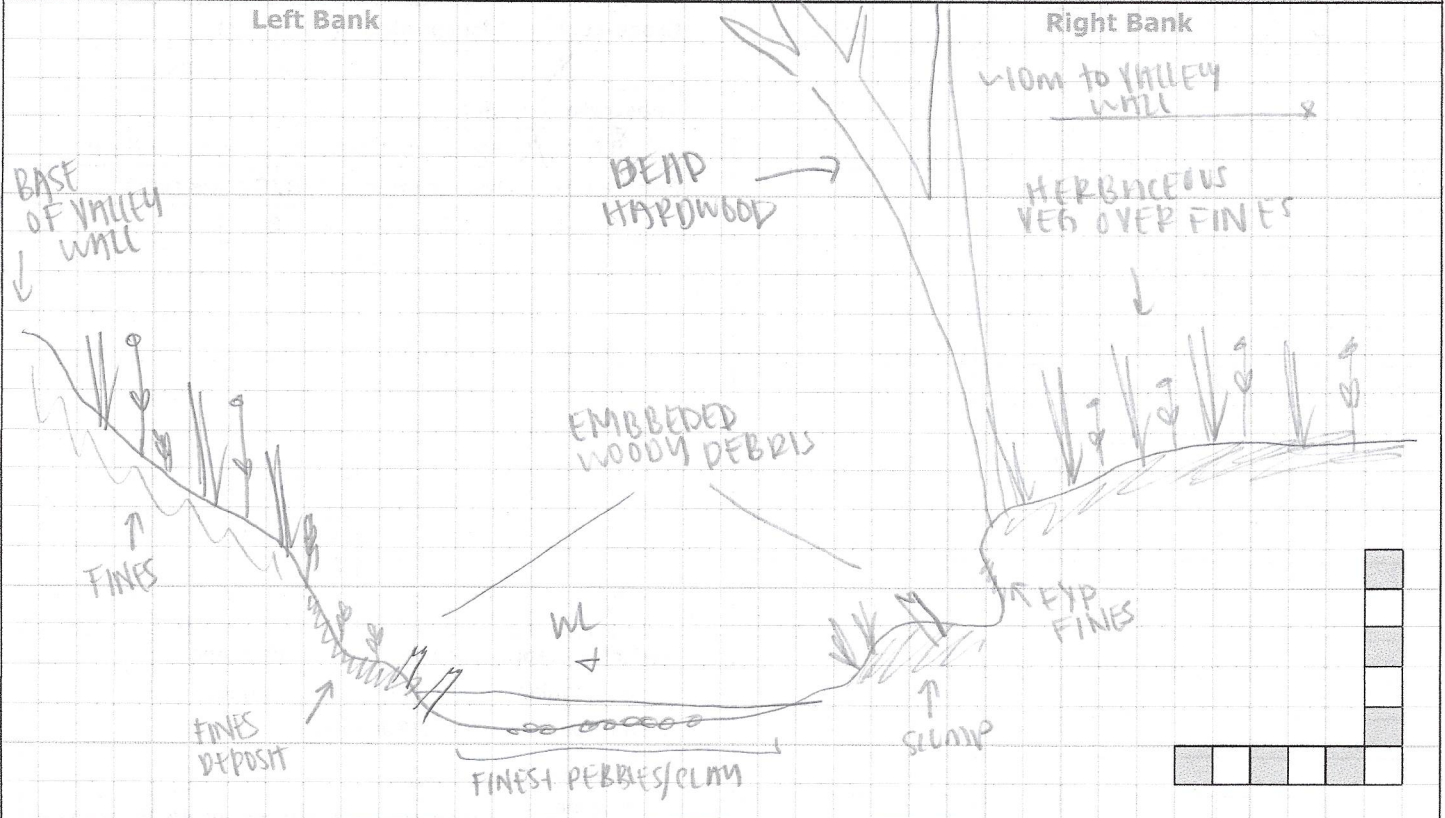 Left Bank
Right Bank
~10m to VALLEY
WALL
DEAD
HARDWOOD
BASE
OF VALLEY
WALL
HERBACEOUS
VEG OVER FINES
EMBBEDED
WOODY DEBRIS
FINES
WL
EXP
FINES
FINES
DEPOSIT
SLUMP
FINES+ PEBBLES/CLAY